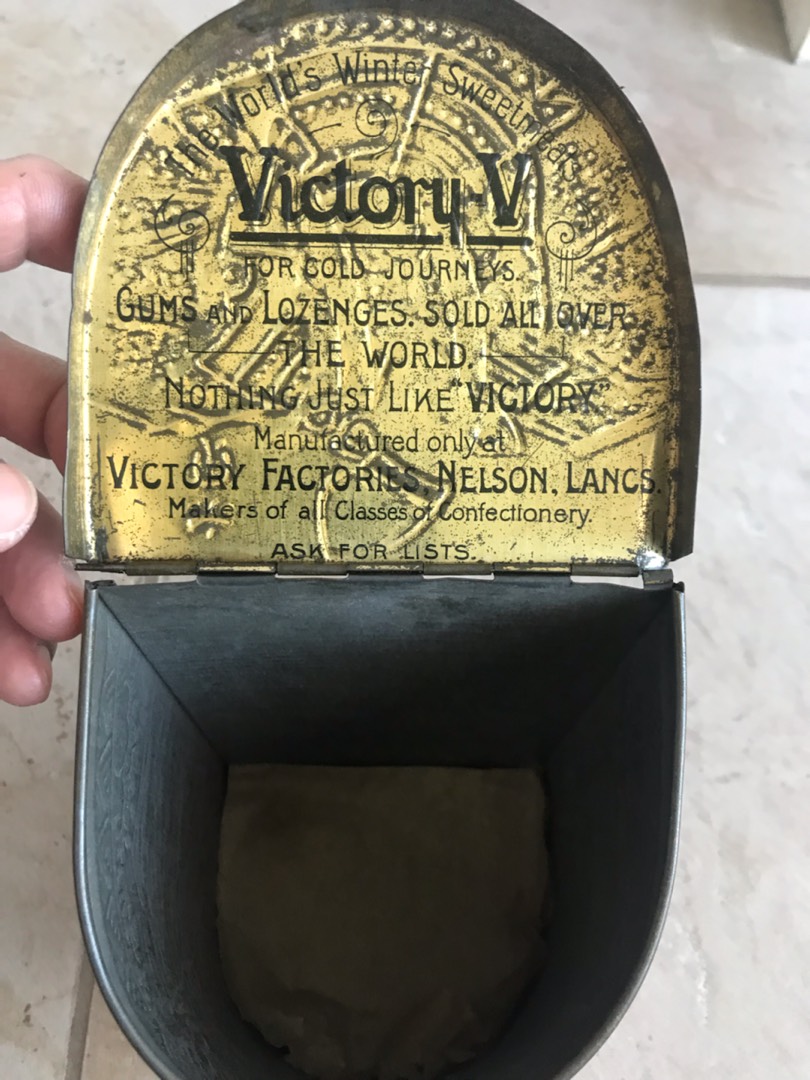 The World's Winter Sweetmeats
Victory-V
FOR COLD JOURNEYS.
GUMS AND LOZENGES. SOLD ALL OVER
THE WORLD.
NOTHING JUST LIKE "VICTORY."
Manufactured only at
VICTORY FACTORIES, NELSON, LANCS.
Makers of all Classes of Confectionery.
ASK FOR LISTS.